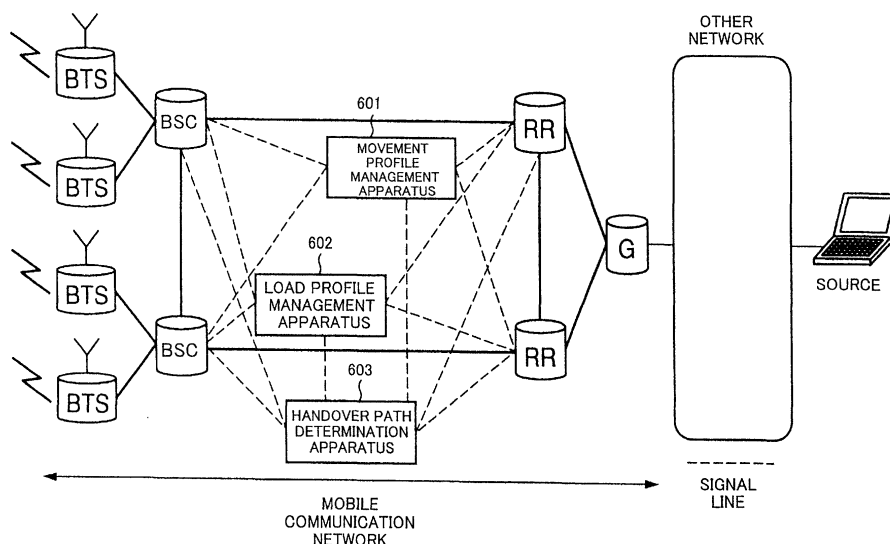 OTHER
NETWORK
BTS
BSC
601
MOVEMENT
PROFILE
MANAGEMENT
APPARATUS
RR
BTS
G
SOURCE
BTS
602
LOAD PROFILE
MANAGEMENT
APPARATUS
BSC
RR
BTS
603
HANDOVER PATH
DETERMINATION
APPARATUS
SIGNAL
LINE
MOBILE
COMMUNICATION
NETWORK